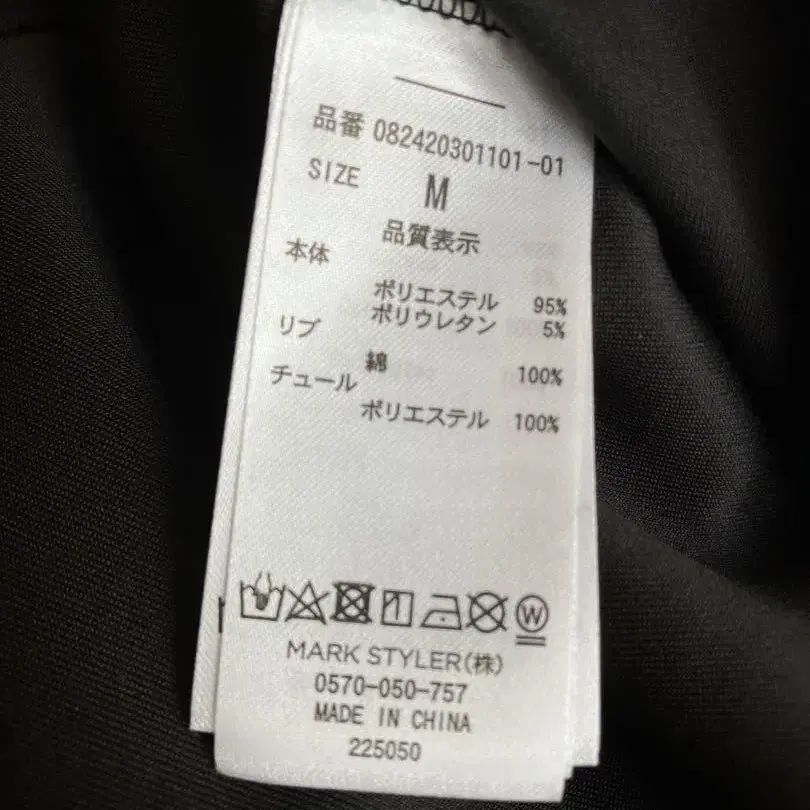 品番 082420301101-01
SIZE M
品質表示
本体
ポリエステル 95%
ポリウレタン 5%
リブ
綿 100%
チュール
ポリエステル 100%
W
MARK STYLER(株)
0570-050-757
MADE IN CHINA
225050